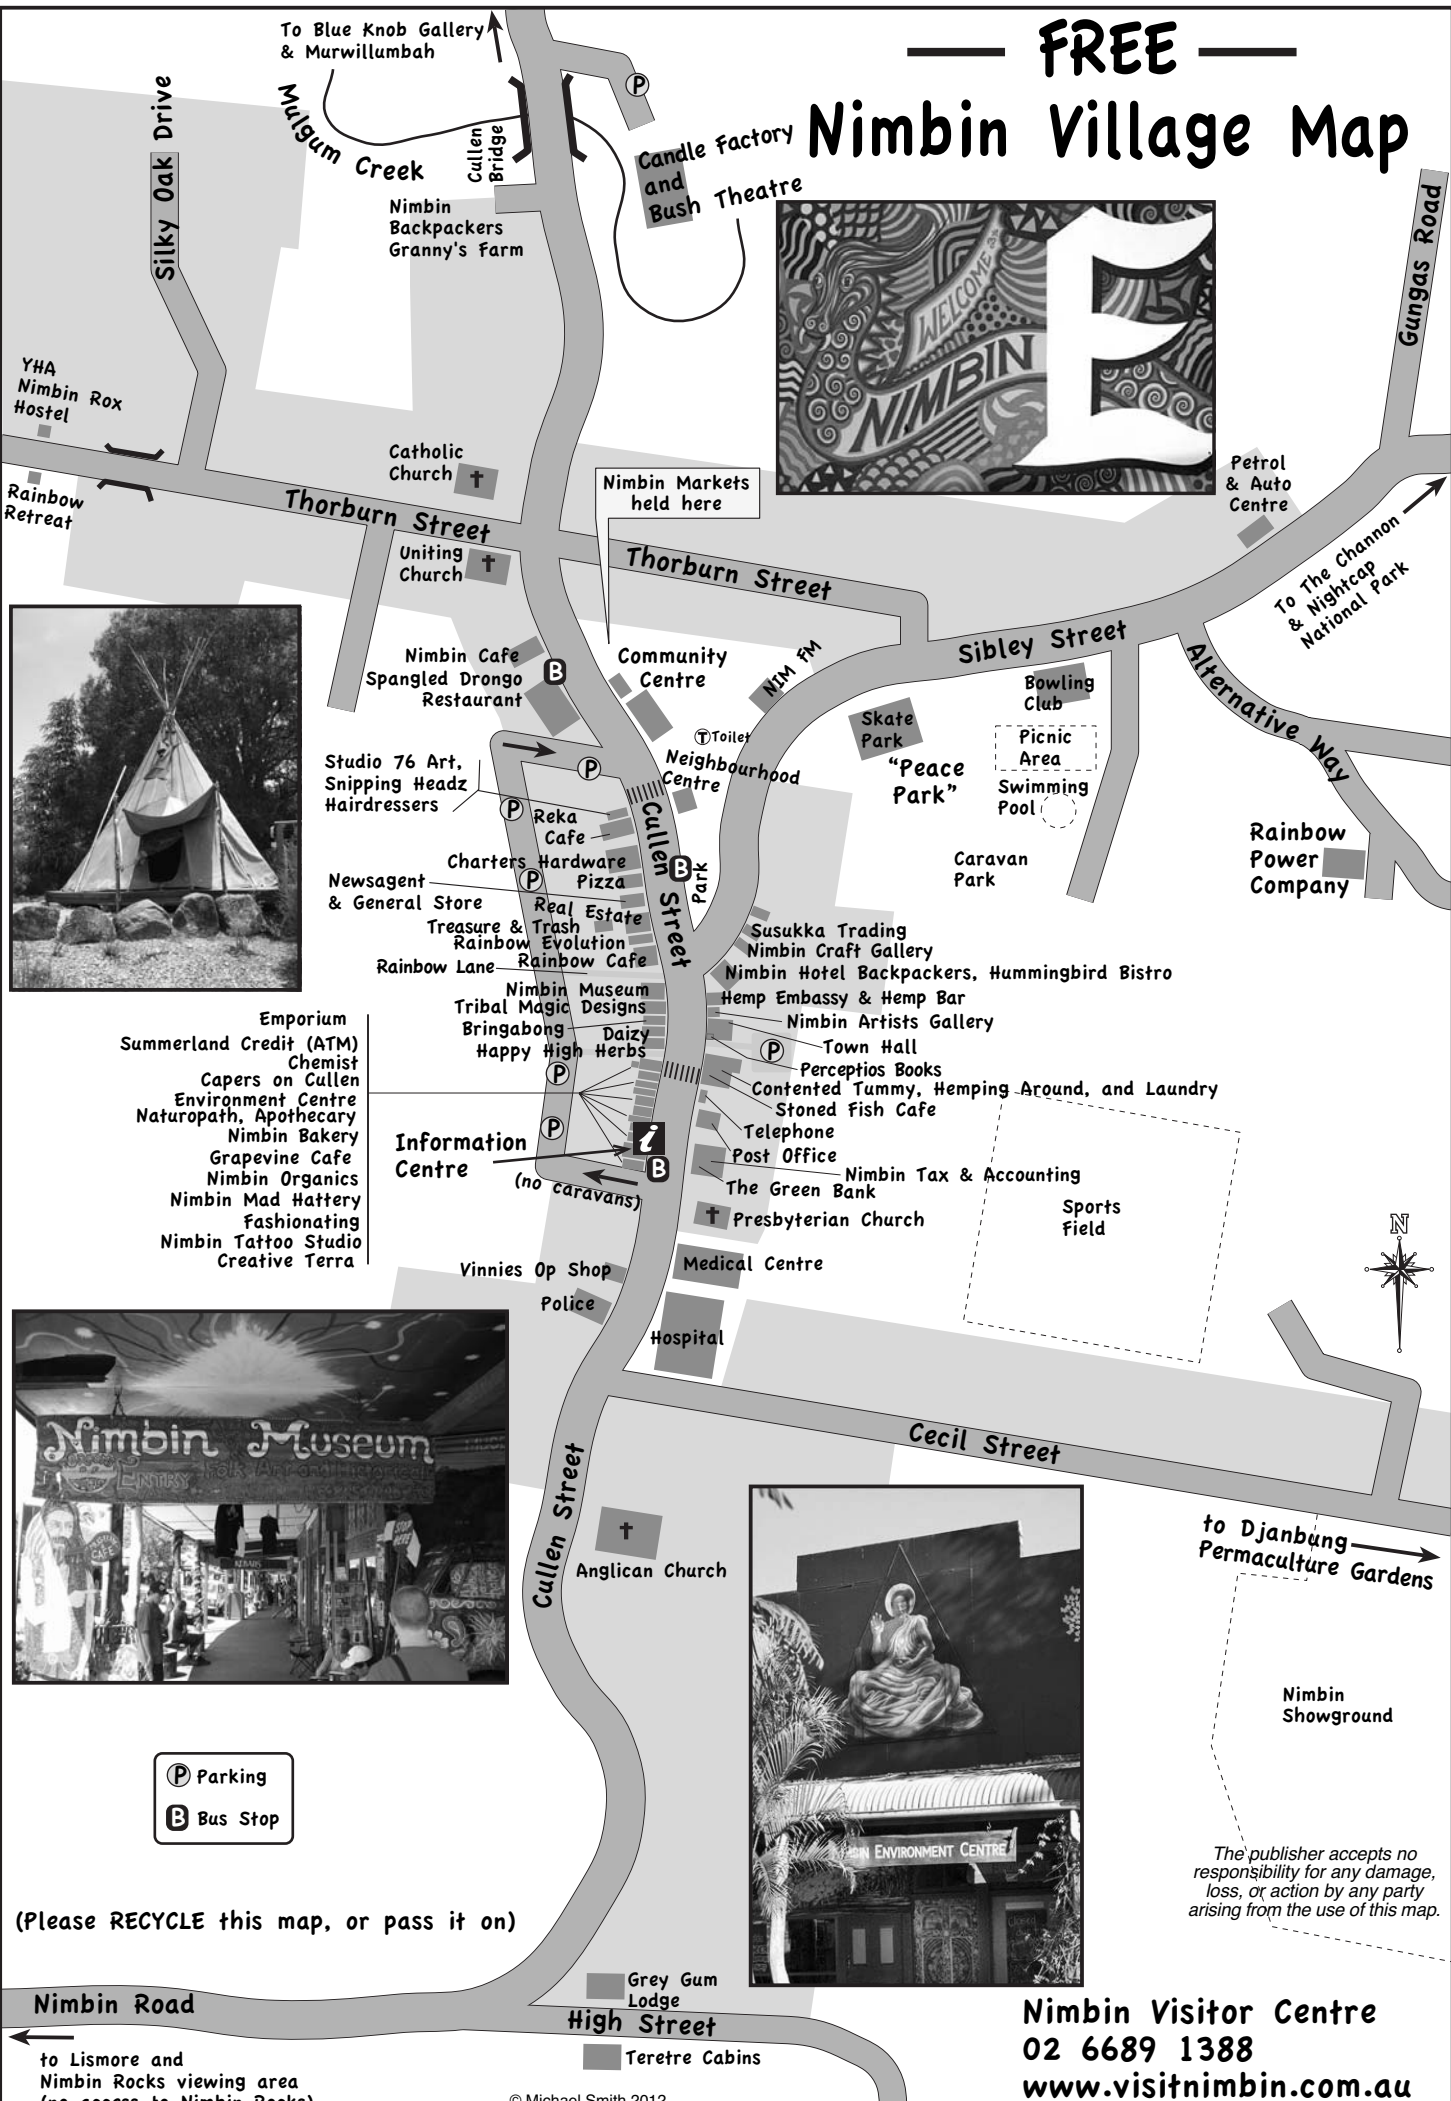 FREE
Nimbin Village Map
To Blue Knob Gallery
& Murwillumbah
Mulgum Creek
Cullen
Bridge
P
Candle Factory
and
Bush Theatre
Silky Oak Drive
Nimbin
Backpackers
Granny's Farm
WELCOME
NIMBIN
E
Gungas Road
YHA
Nimbin Rox
Hostel
Rainbow
Retreat
Catholic
Church
Thorburn Street
Uniting
Church
Nimbin Markets
held here
Thorburn Street
Petrol
& Auto
Centre
To The Channon
& Nightcap
National Park
Sibley Street
Alternative Way
Nimbin Cafe
Spangled Drongo
Restaurant
B
Community
Centre
NIM FM
T Toilet
Neighbourhood
Centre
Skate
Park
"Peace
Park"
Bowling
Club
Picnic
Area
Swimming
Pool
Caravan
Park
Rainbow
Power
Company
Studio 76 Art,
Snipping Headz
Hairdressers
P
P
Reka
Cafe
Charters Hardware
P
Pizza
Newsagent
& General Store
Real Estate
Treasure & Trash
Rainbow Evolution
Rainbow Cafe
Rainbow Lane
Cullen Street
B
Park
Susukka Trading
Nimbin Craft Gallery
Nimbin Hotel Backpackers, Hummingbird Bistro
Hemp Embassy & Hemp Bar
Nimbin Artists Gallery
Town Hall
P
Perceptios Books
Contented Tummy, Hemping Around, and Laundry
Stoned Fish Cafe
Telephone
Post Office
Nimbin Tax & Accounting
The Green Bank
Presbyterian Church
Medical Centre
Hospital
Nimbin Museum
Tribal Magic Designs
Bringabong
Daizy
Happy High Herbs
P
P
Emporium
Summerland Credit (ATM)
Chemist
Capers on Cullen
Environment Centre
Naturopath, Apothecary
Nimbin Bakery
Grapevine Cafe
Nimbin Organics
Nimbin Mad Hattery
Fashionating
Nimbin Tattoo Studio
Creative Terra
Information
Centre
i
B
(no caravans)
Sports
Field
N
Vinnies Op Shop
Police
Cecil Street
Cullen Street
Anglican Church
Nimbin Museum
ENTRY
KEBABS
STOP
HERE
to Djanbung
Permaculture Gardens
Nimbin
Showground
ENVIRONMENT CENTRE
P Parking
B Bus Stop
(Please RECYCLE this map, or pass it on)
The publisher accepts no
responsibility for any damage,
loss, or action by any party
arising from the use of this map.
Grey Gum
Lodge
Nimbin Road
High Street
Teretre Cabins
to Lismore and
Nimbin Rocks viewing area
(no access to Nimbin Rocks)
© Michael Smith 2012
Nimbin Visitor Centre
02 6689 1388
www.visitnimbin.com.au